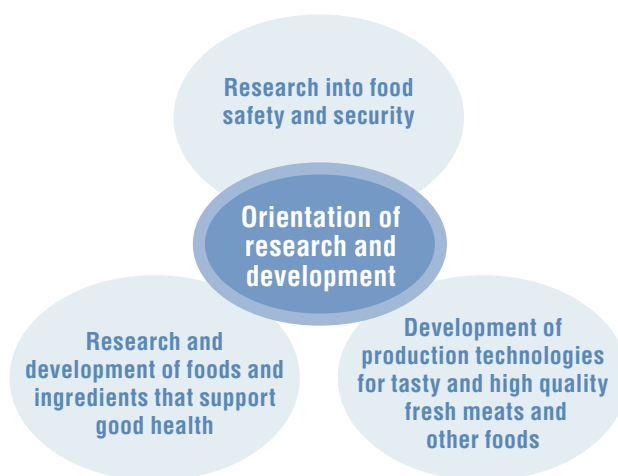 Research into food
safety and security
Orientation of
research and
development
Research and
development of foods and
ingredients that support
good health
Development of
production technologies
for tasty and high quality
fresh meats and
other foods